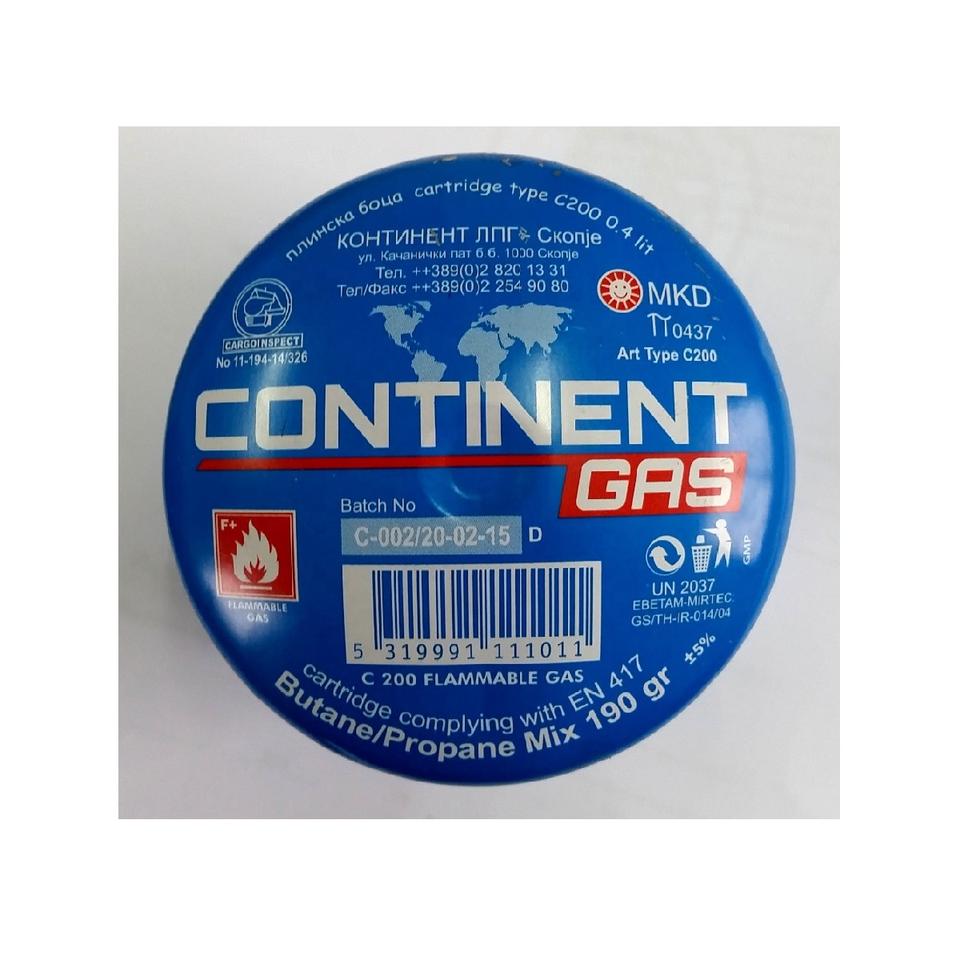 плинска боца cartridge type C200 0.4 lit
КОНТИНЕНТ ЛПГ Скопје
ул. Качанички пат б.б. 1000 Скопје
Тел. ++389(0)2 820 13 31
Тел/Факс ++389(0)2 254 90 80
CARGOINSPECT
No 11-194-14/326
MKD
π0437
Art Type C200
CONTINENT
GAS
Batch No
C-002/20-02-15 D
F+
FLAMMABLE
GAS
GMP
UN 2037
EBETAM-MIRTEC.
GS/TH-IR-014/04
5 319991 111011
C 200 FLAMMABLE GAS
cartridge complying with EN 417
Butane/Propane Mix 190 gr ±5%